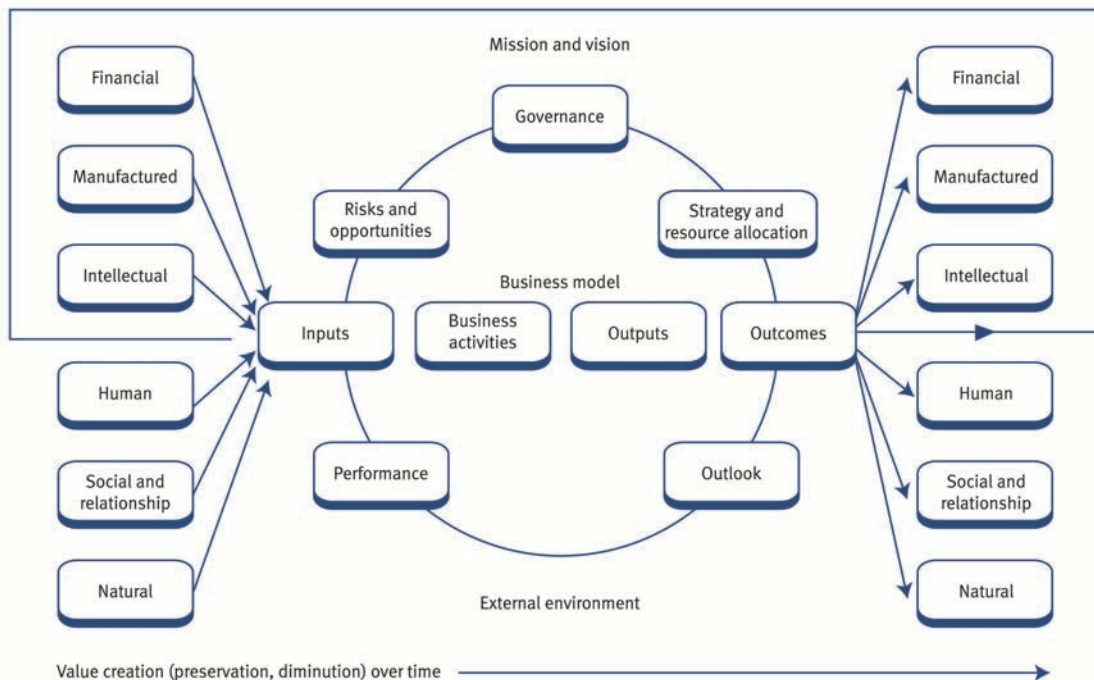 Mission and vision
Financial
Manufactured
Intellectual
Human
Social and
relationship
Natural
Governance
Risks and
opportunities
Strategy and
resource allocation
Business model
Inputs
Business
activities
Outputs
Outcomes
Performance
Outlook
External environment
Financial
Manufactured
Intellectual
Human
Social and
relationship
Natural
Value creation (preservation, diminution) over time